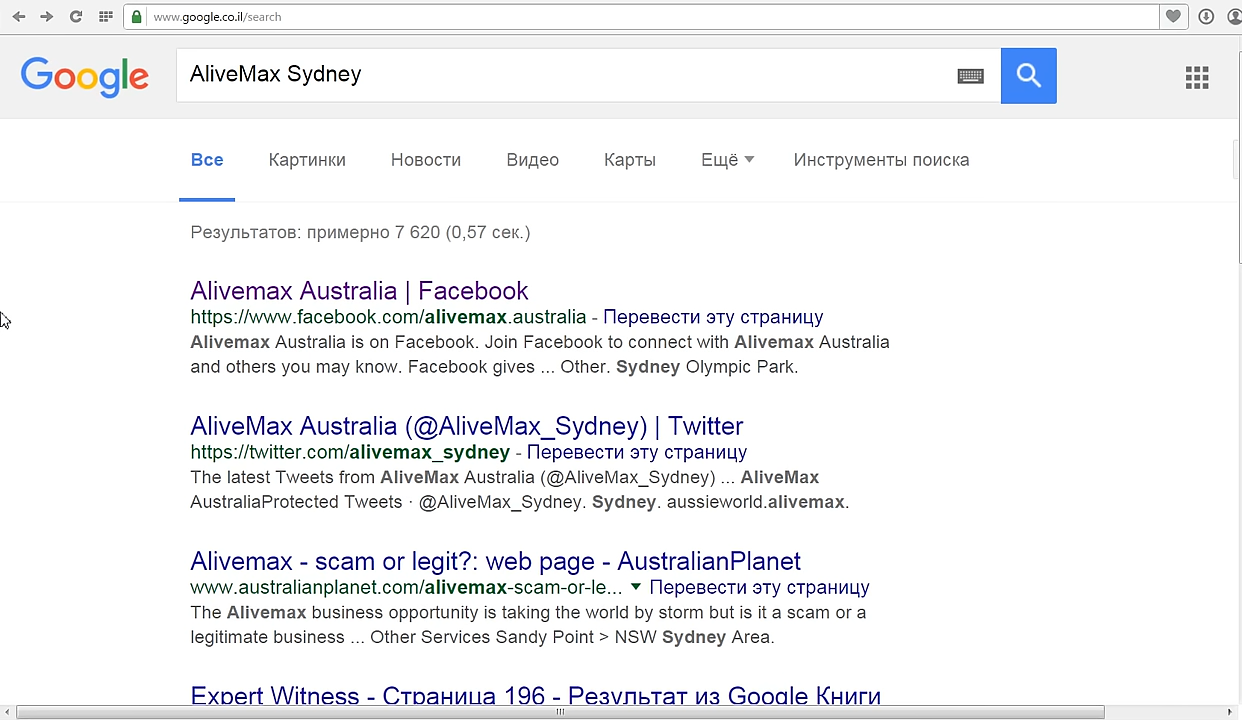 www.google.co.il/search
Google
AliveMax Sydney
Все Картинки Новости Видео Карты Ещё Инструменты поиска
Результатов: примерно 7 620 (0,57 сек.)
Alivemax Australia | Facebook
https://www.facebook.com/alivemax.australia - Перевести эту страницу
Alivemax Australia is on Facebook. Join Facebook to connect with Alivemax Australia
and others you may know. Facebook gives ... Other. Sydney Olympic Park.
AliveMax Australia (@AliveMax_Sydney) | Twitter
https://twitter.com/alivemax_sydney - Перевести эту страницу
The latest Tweets from AliveMax Australia (@AliveMax_Sydney) ... AliveMax
AustraliaProtected Tweets · @AliveMax_Sydney. Sydney. aussieworld.alivemax.
Alivemax - scam or legit?: web page - AustralianPlanet
www.australianplanet.com/alivemax-scam-or-le... Перевести эту страницу
The Alivemax business opportunity is taking the world by storm but is it a scam or a
legitimate business ... Other Services Sandy Point > NSW Sydney Area.
Expert Witness - Страница 196 - Результат из Google Книги